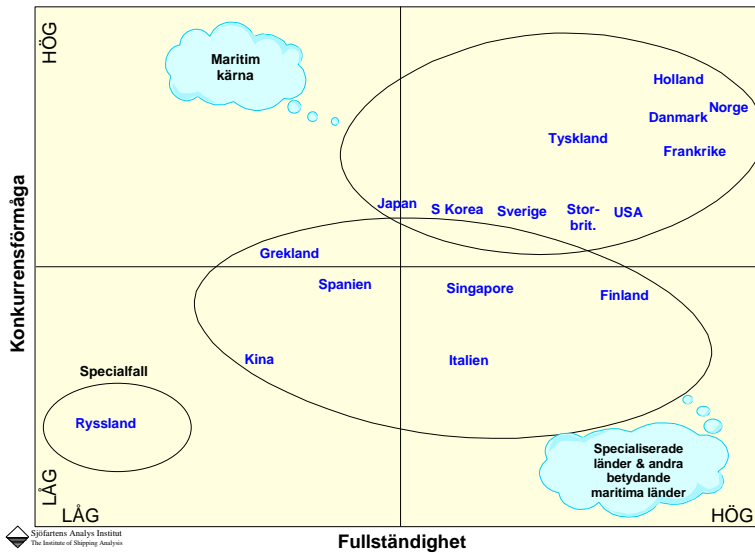 HÖG
Maritim
kärna
Holland
Norge
Danmark
Tyskland
Frankrike
Japan
S Korea
Sverige
Stor-
brit.
USA
Konkurrensförmåga
Grekland
Spanien
Singapore
Finland
Kina
Italien
Specialfall
Ryssland
Specialiserade
länder & andra
betydande
maritima länder
LÅG
LÅG
HÖG
Sjöfartens Analys Institut
The Institute of Shipping Analysis
Fullständighet